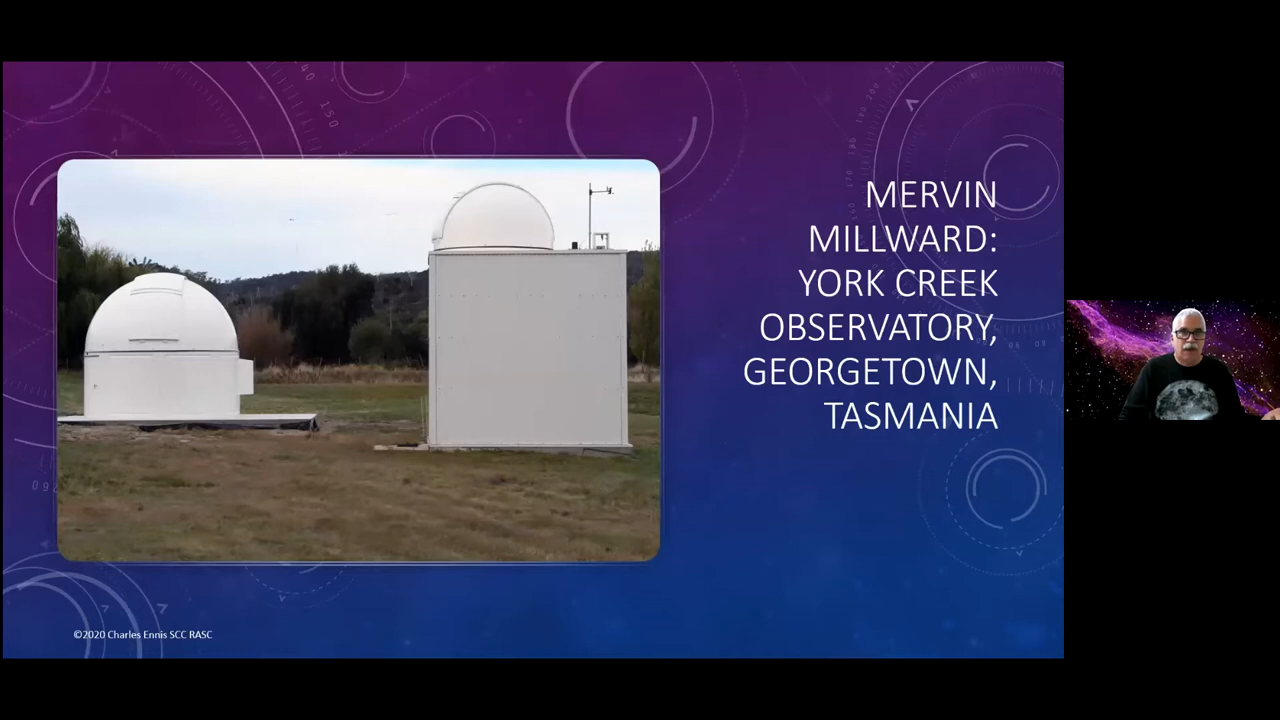 MERVIN
MILLWARD:
YORK CREEK
OBSERVATORY,
GEORGETOWN,
TASMANIA
©2020 Charles Ennis SCC RASC